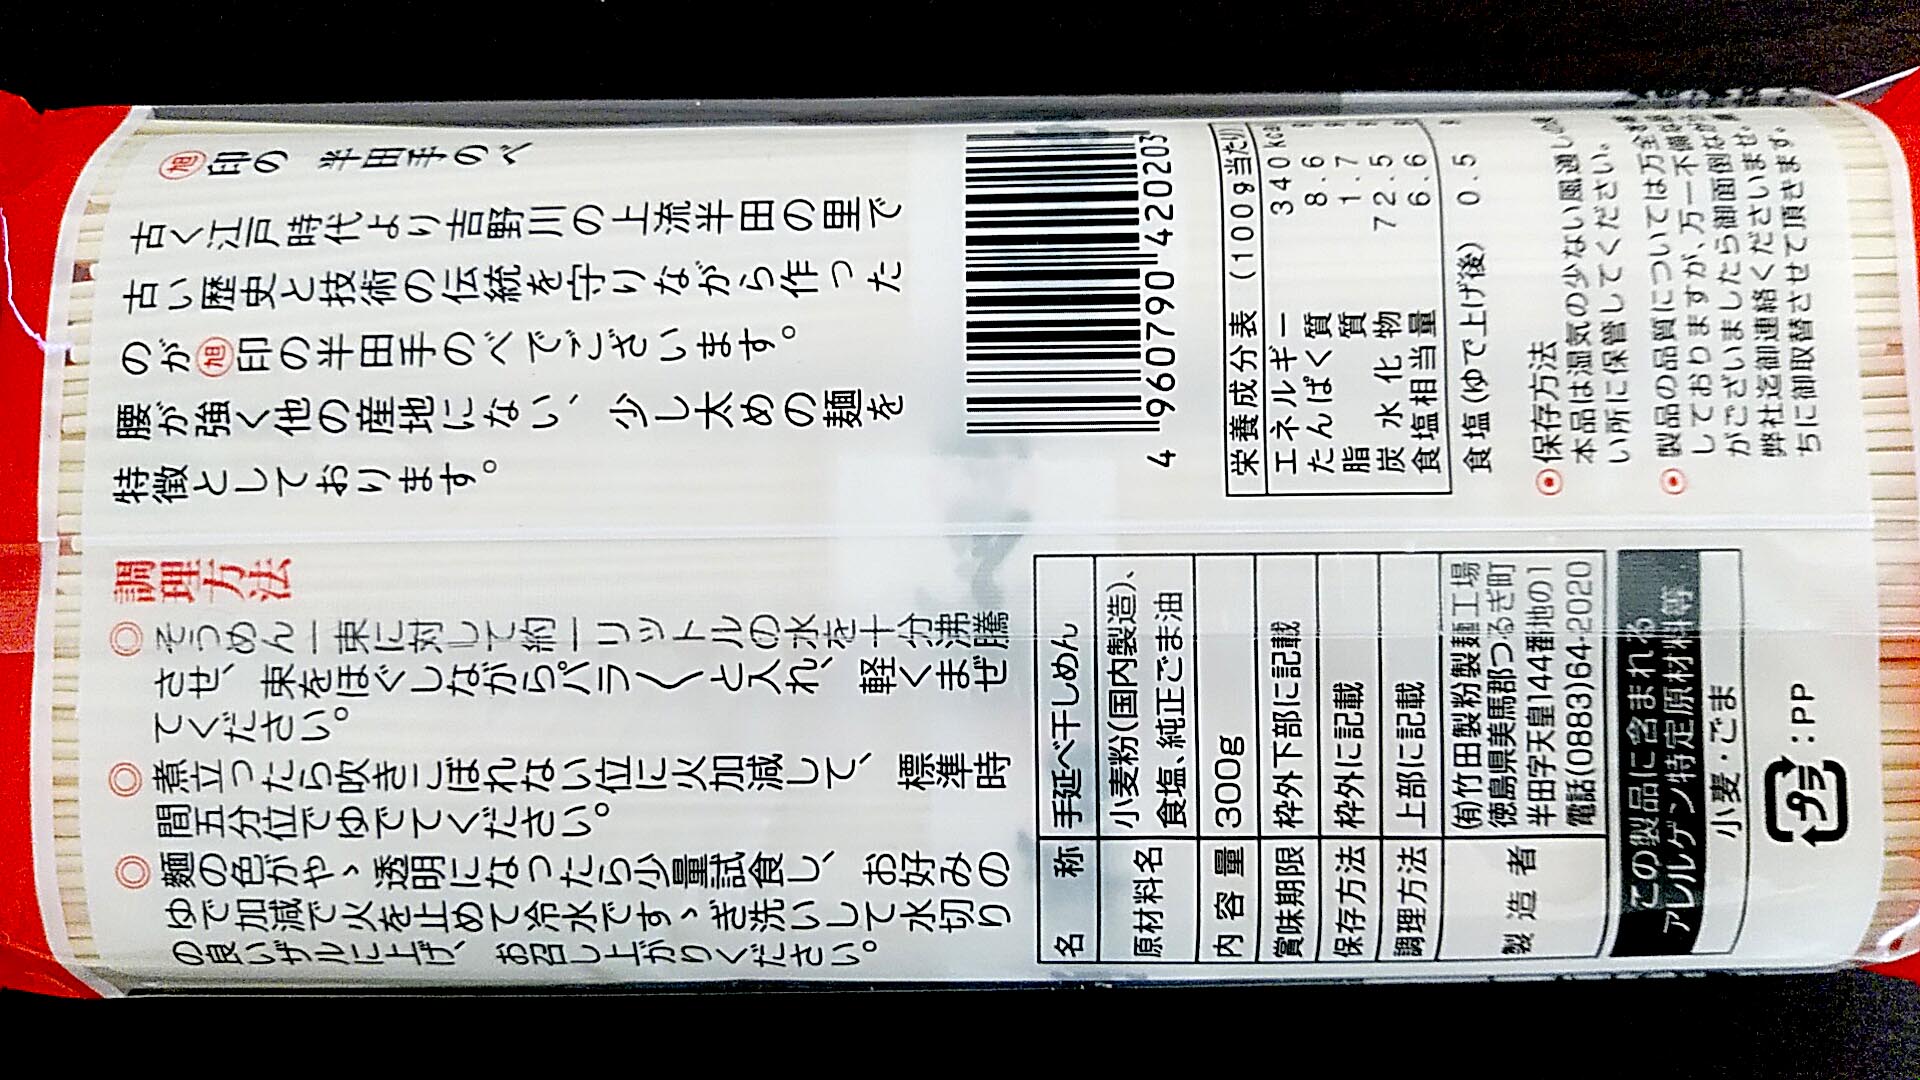 調理方法
◎そうめん一束に対して約一リットルの水を十分沸騰
させ、束をほぐしながらパラ〱と入れ、軽くまぜ
てください。
◎煮立ったら吹きこぼれない位に火加減して、標準時
間五分位でゆでてください。
◎麺の色がやゝ透明になったら少量試食し、お好みの
ゆで加減で火を止めて冷水ですゝぎ洗いして水切り
の良いザルに上げ、お召し上がりください。
名称 手延べ干しめん
原材料名 小麦粉(国内製造)、
食塩、純正ごま油
内容量 300g
賞味期限 枠外下部に記載
保存方法 枠外に記載
調理方法 上部に記載
製造者 (有)竹田製粉製麺工場
徳島県美馬郡つるぎ町
半田字天皇144番地の1
電話(0883)64-2020
この製品に含まれる
アレルゲン特定原材料等
小麦・ごま
プラ:PP
旭印の 半田手のべ
古く江戸時代より吉野川の上流半田の里で
古い歴史と技術の伝統を守りながら作った
のが旭印の半田手のべでございます。
腰が強く他の産地にない、少し太めの麺を
特徴としております。
4 960790 420203
栄養成分表(100g当たり)
エネルギー 340kcal
たんぱく質 8.6
脂質 1.7
炭水化物 72.5
食塩相当量 6.6
食塩(ゆで上げ後) 0.5
保存方法
本品は湿気の少ない風通しの
い所に保管してください。
製品の品質については万全
しておりますが、万一不備
がございましたら御面倒な
弊社迄御連絡くださいませ。
ちに御取替させて頂きます。